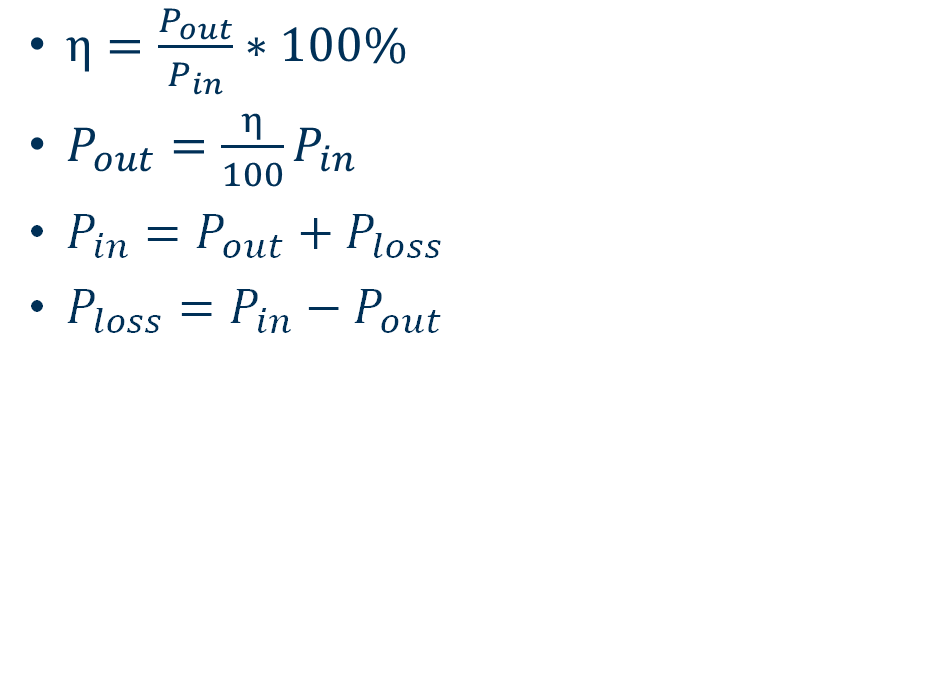 • η = P_out / P_in * 100%
• P_out = η / 100 P_in
• P_in = P_out + P_loss
• P_loss = P_in − P_out